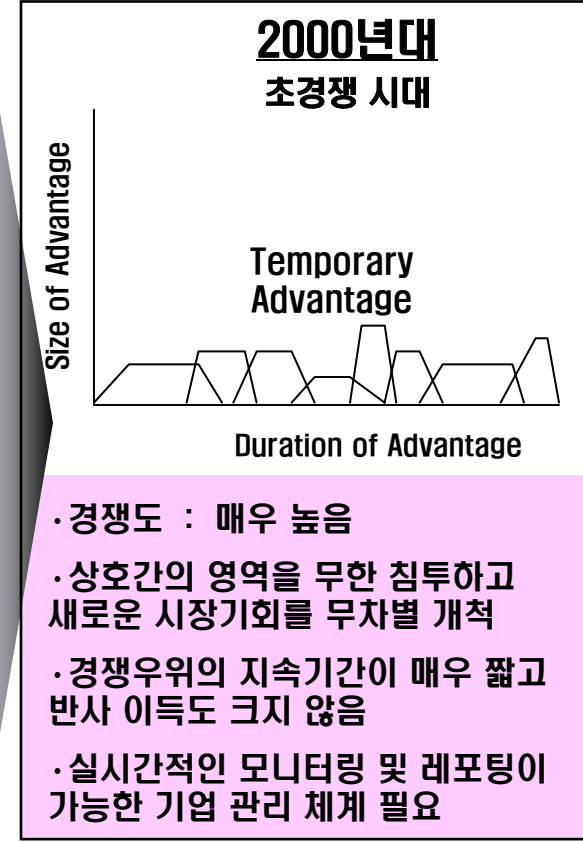 2000년대
초경쟁 시대
Size of Advantage
Temporary
Advantage
Duration of Advantage
·경쟁도 : 매우 높음
·상호간의 영역을 무한 침투하고
새로운 시장기회를 무차별 개척
·경쟁우위의 지속기간이 매우 짧고
반사 이득도 크지 않음
·실시간적인 모니터링 및 레포팅이
가능한 기업 관리 체계 필요